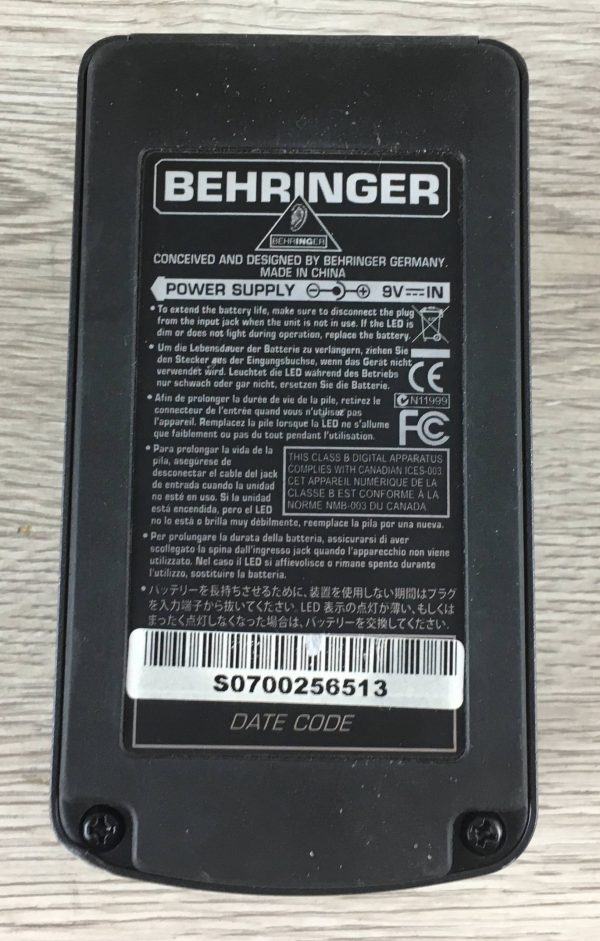 BEHRINGER
BEHRINGER
CONCEIVED AND DESIGNED BY BEHRINGER GERMANY.
MADE IN CHINA
POWER SUPPLY 9V IN
• To extend the battery life, make sure to disconnect the plug
from the input jack when the unit is not in use. If the LED is
dim or does not light during operation, replace the battery.
• Um die Lebensdauer der Batterie zu verlangern, ziehen Sie
den Stecker aus der Eingangsbuchse, wenn das Gerät nicht
verwendet wird. Leuchtet die LED während des Betriebs
nur schwach oder gar nicht, ersetzen Sie die Batterie.
CE
N11999
• Afin de prolonger la durée de vie de la pile, retirez le
connecteur de l'entrée quand vous n'utilisez pas
l'appareil. Remplacez la pile lorsque la LED ne s'allume
que faiblement ou pas du tout pendant l'utilisation.
FC
• Para prolongar la vida de la
pila, asegúrese de
desconectar el cable del jack
de entrada cuando la unidad
no esté en uso. Si la unidad
está encendida, pero el LED
no lo está o brilla muy débilmente, reemplace la pila por una nueva.
THIS CLASS B DIGITAL APPARATUS
COMPLIES WITH CANADIAN ICES-003
CET APPAREIL NUMÉRIQUE DE LA
CLASSE B EST CONFORME À LA
NORME NMB-003 DU CANADA
• Per prolungare la durata della batteria, assicurarsi di aver
scollegato la spina dall'ingresso jack quando l'apparecchio non viene
utilizzato. Nel caso il LED si affievolisce o rimane spento durante
l'utilizzo, sostituire la batteria.
• バッテリーを長持ちさせるために、装置を使用しない期間はプラグ
を入力端子から抜いてください。LED 表示の点灯が薄い、もしくは
まったく点灯しなくなった場合は、バッテリーを交換してください。
S0700256513
DATE CODE